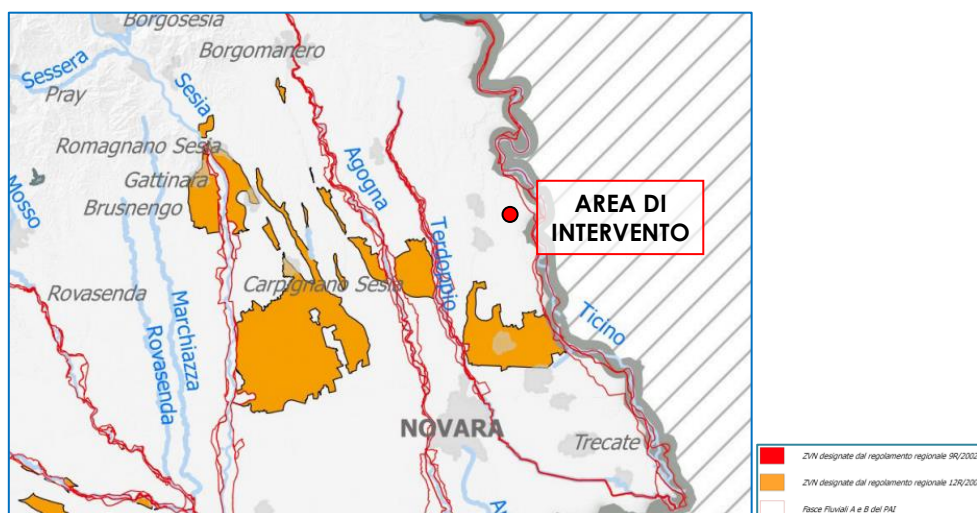 Borgosesia
Borgomanero
Sessera
Pray
Sesia
Romagnano Sesia
Agogna
Gattinara
Mosso
Brusnengo
AREA DI
INTERVENTO
Terdoppio
Carpignano Sesia
Rovasenda
Marchiazza
Rovasenda
Ticino
NOVARA
Trecate
ZVN designate dal regolamento regionale 9R/2002
ZVN designate dal regolamento regionale 12R/200
Fasce Fluviali A e B del PAI